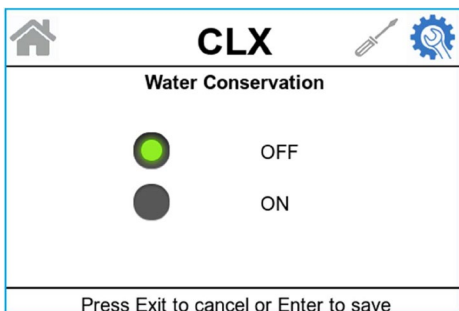 CLX
Water Conservation
OFF
ON
Press Exit to cancel or Enter to save